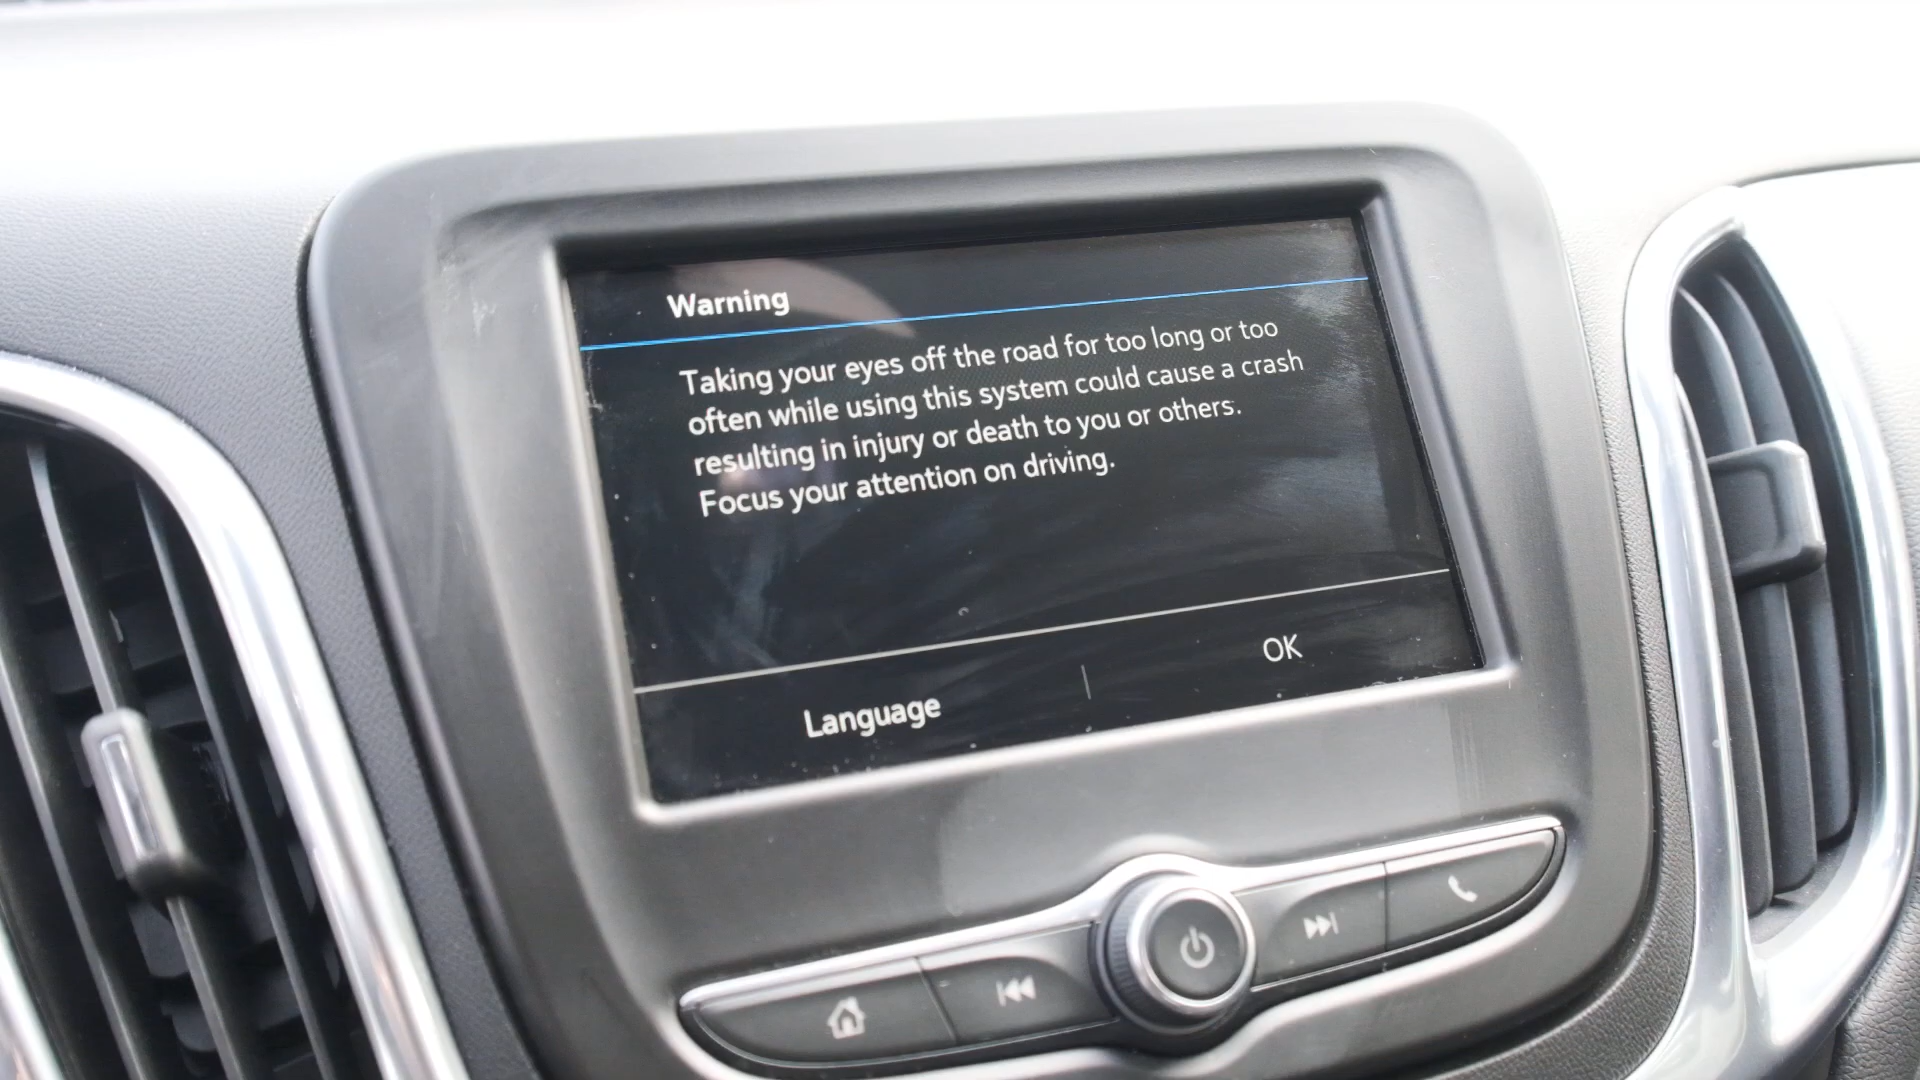 Warning
Taking your eyes off the road for too long or too
often while using this system could cause a crash
resulting in injury or death to you or others.
Focus your attention on driving.
Language
OK